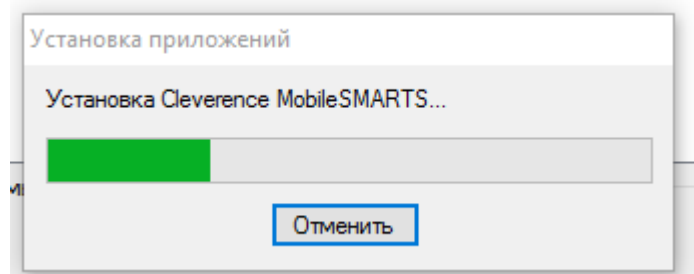 Установка приложений
Установка Cleverence MobileSMARTS...
Отменить